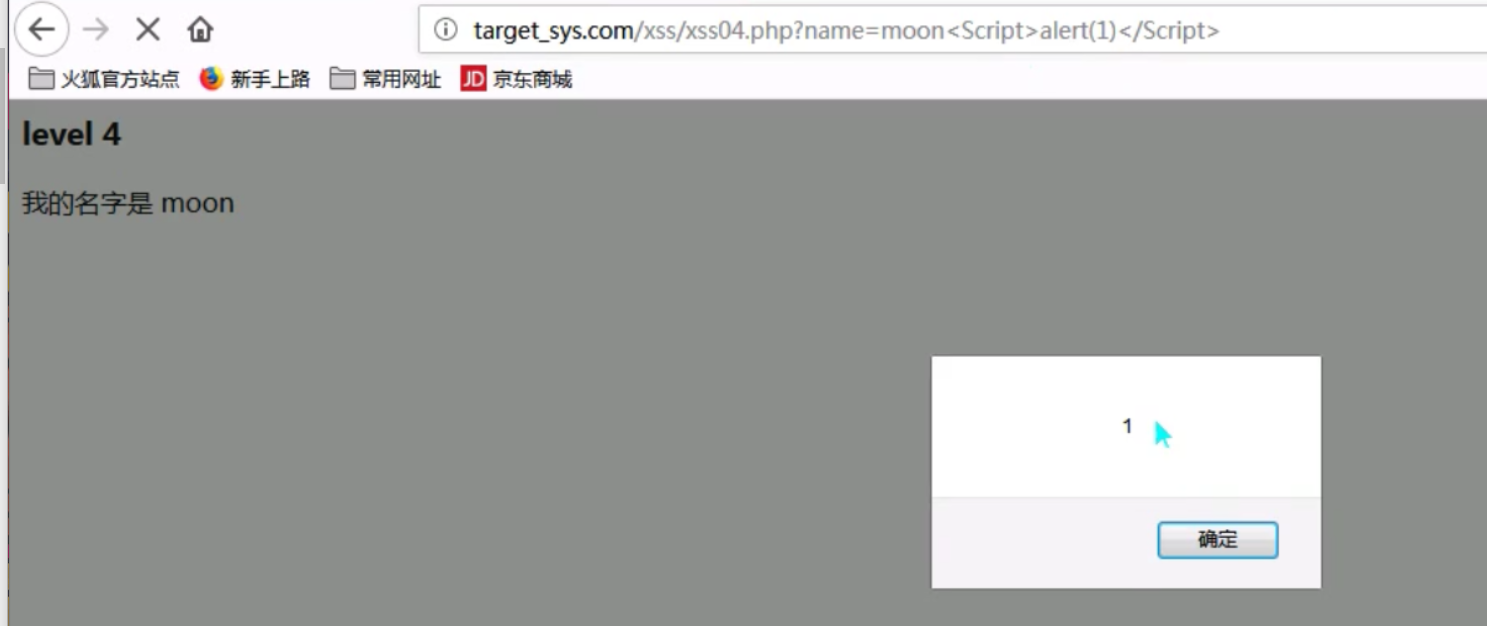 target_sys.com/xss/xss04.php?name=moon<Script>alert(1)</Script>
火狐官方站点 新手上路 常用网址 JD 京东商城
level 4
我的名字是 moon
1
确定